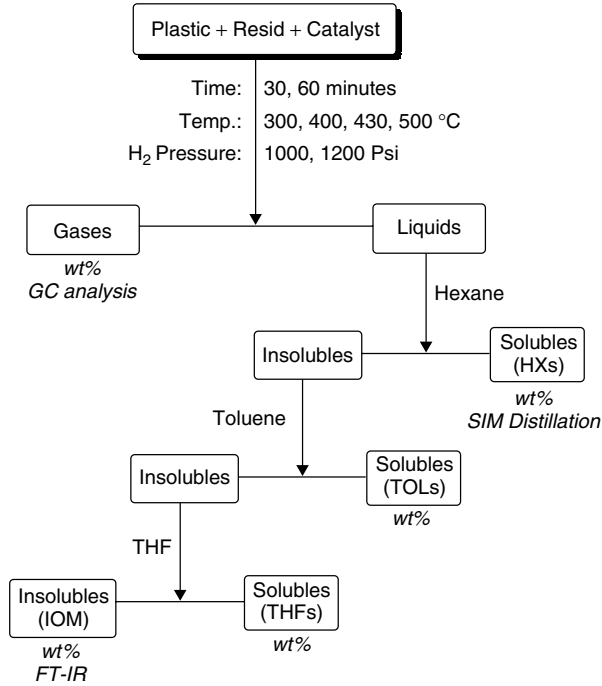 Plastic + Resid + Catalyst
Time: 30, 60 minutes
Temp.: 300, 400, 430, 500 °C
H₂ Pressure: 1000, 1200 Psi
Gases
Liquids
wt%
GC analysis
Hexane
Insolubles
Solubles
(HXs)
wt%
SIM Distillation
Toluene
Insolubles
Solubles
(TOLs)
wt%
THF
Insolubles
(IOM)
Solubles
(THFs)
wt%
FT-IR
wt%